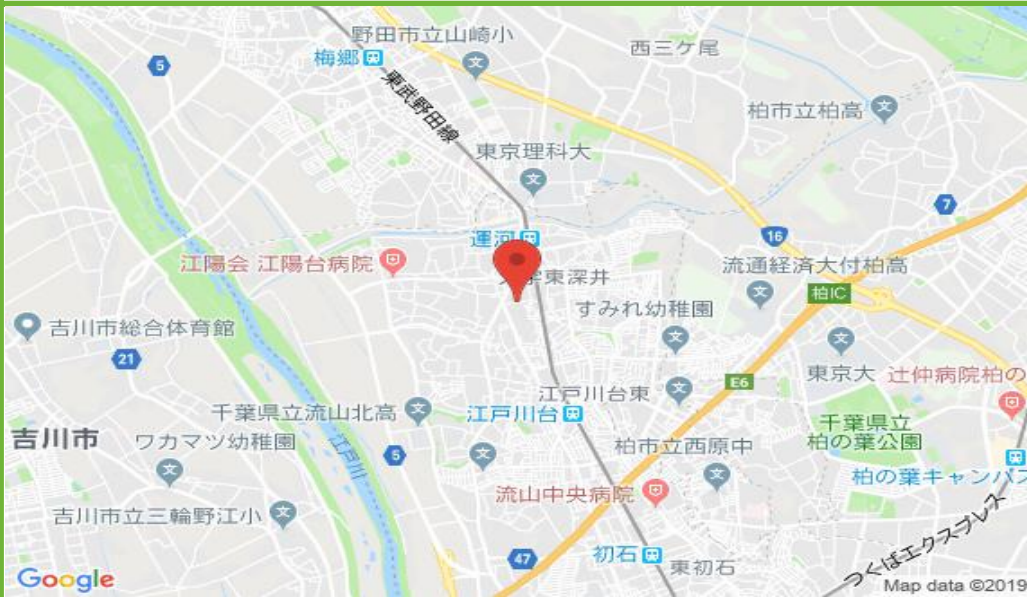 野田市立山崎小
西三ケ尾
梅郷
5
柏市立柏高
東武野田線
東京理科大
7
運河
16
江陽会 江陽台病院
流通経済大付柏高
字東深井
柏IC
すみれ幼稚園
吉川市総合体育館
21
東京大
辻仲病院柏の
E6
江戸川台東
千葉県立流山北高
江戸川台
千葉県立
柏の葉公園
吉川市
ワカマツ幼稚園
江戸川
5
柏市立西原中
柏の葉キャンパス
流山中央病院
吉川市立三輪野江小
つくばエクスプレス
47
初石
東初石
Google
Map data ©2019